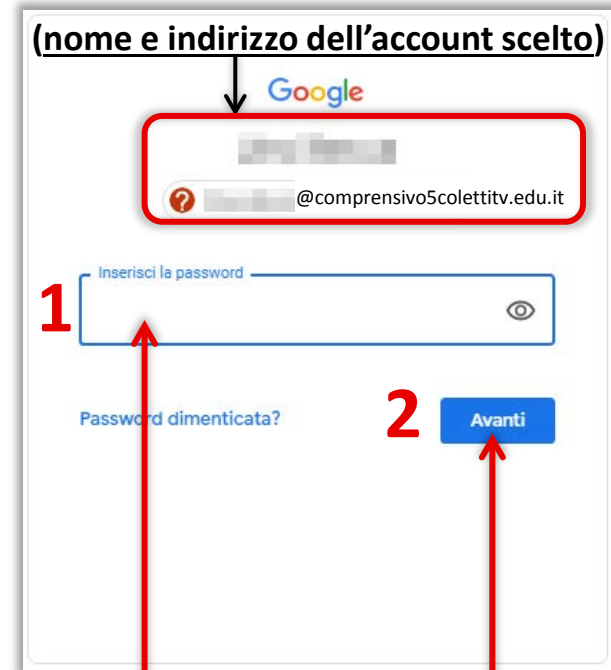 (nome e indirizzo dell’account scelto)
Google
@comprensivo5colettitv.edu.it
Inserisci la password
1
Password dimenticata?
2
Avanti